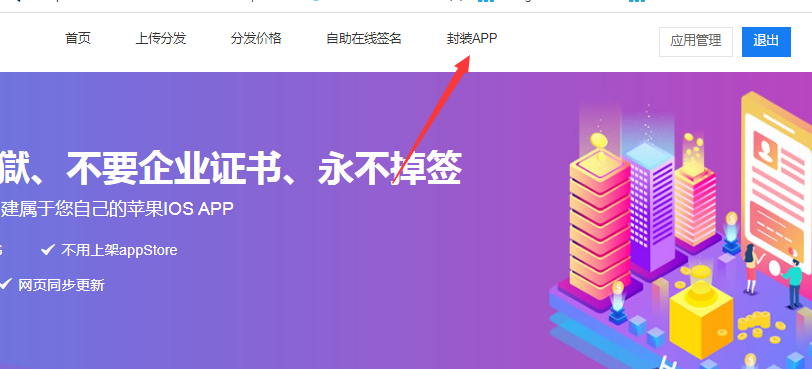 首页 上传分发 分发价格 自助在线签名 封装APP 应用管理 退出
獄、不要企业证书、永不掉签
建属于您自己的苹果IOS APP
不用上架appStore
网页同步更新